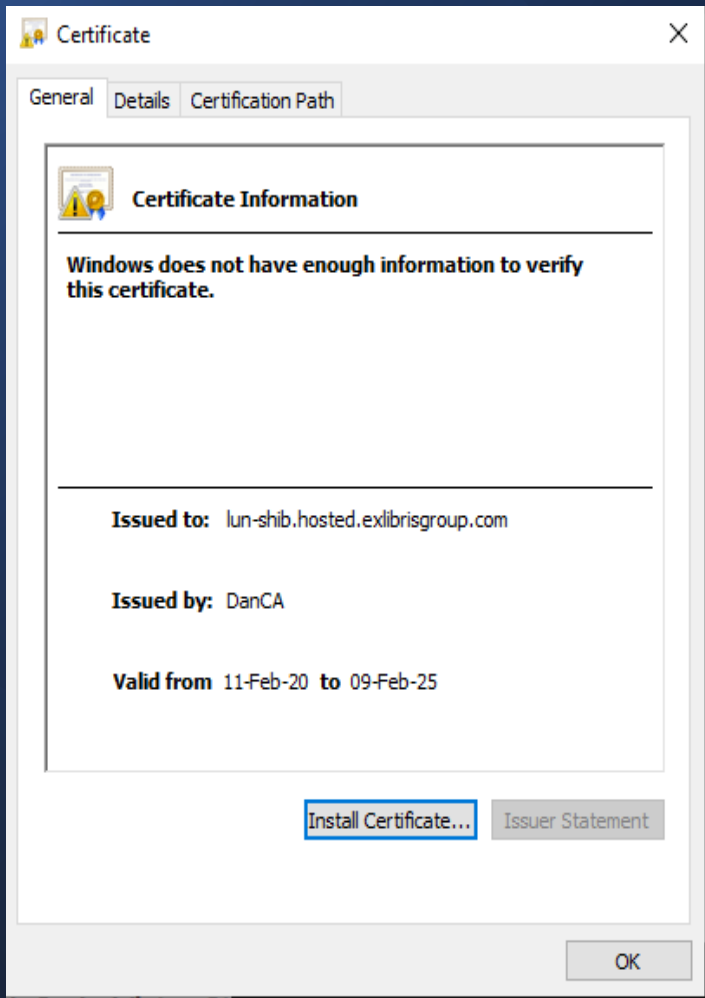 Certificate
General Details Certification Path
Certificate Information
Windows does not have enough information to verify
this certificate.
Issued to: lun-shib.hosted.exlibrisgroup.com
Issued by: DanCA
Valid from 11-Feb-20 to 09-Feb-25
Install Certificate... Issuer Statement
OK